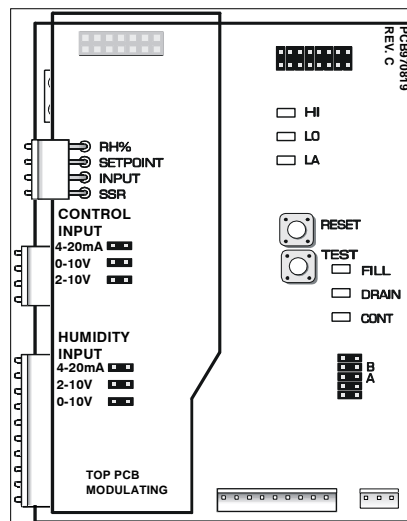 PCB970819
REV. C
HI
LO
LA
RH%
SETPOINT
INPUT
SSR
CONTROL
INPUT
4-20mA
0-10V
2-10V
RESET
TEST
FILL
DRAIN
CONT
HUMIDITY
INPUT
4-20mA
2-10V
0-10V
B
A
TOP PCB
MODULATING